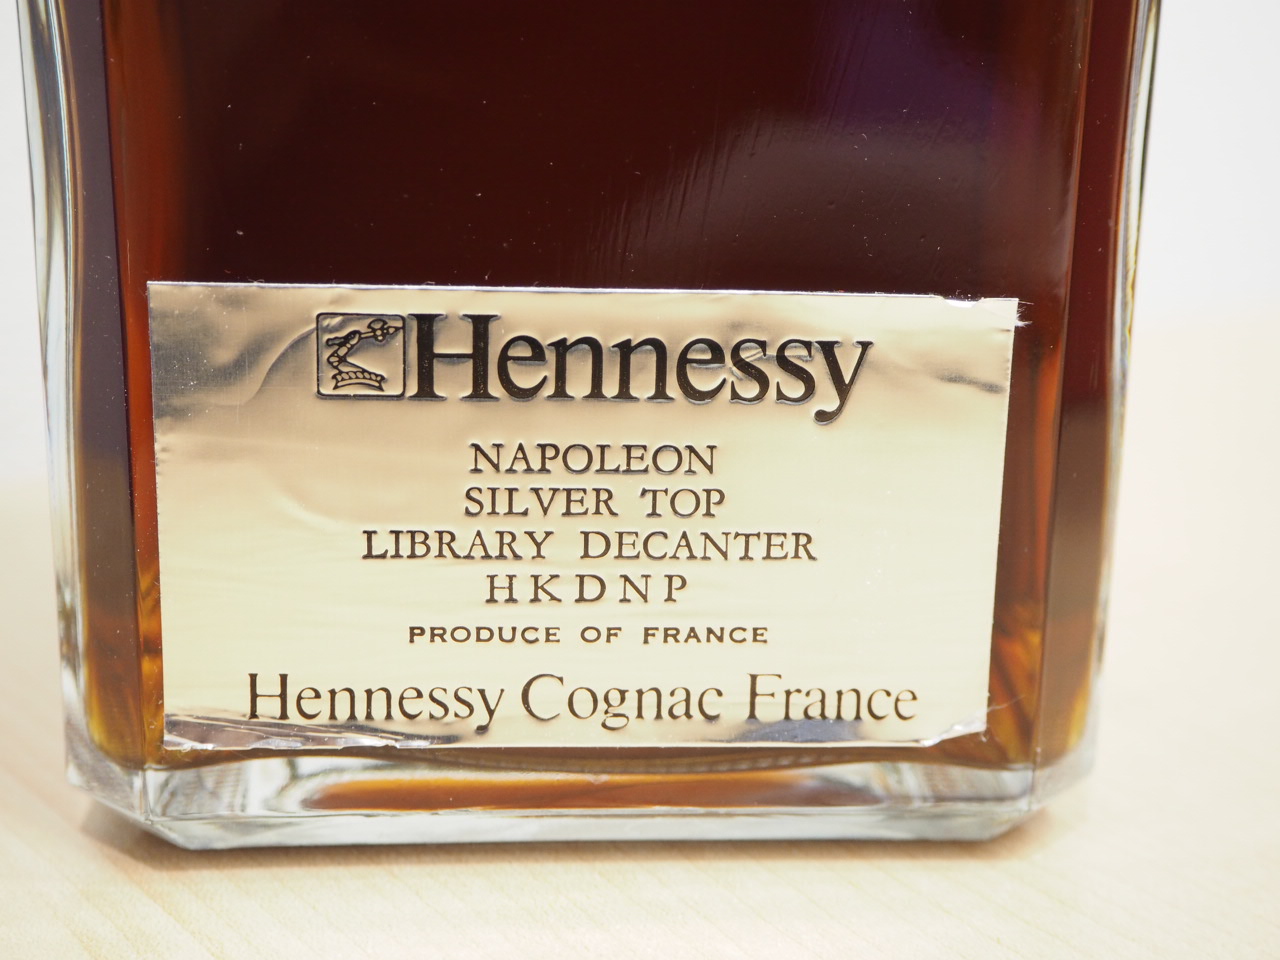 Hennessy
NAPOLEON
SILVER TOP
LIBRARY DECANTER
HKDNP
PRODUCE OF FRANCE
Hennessy Cognac France